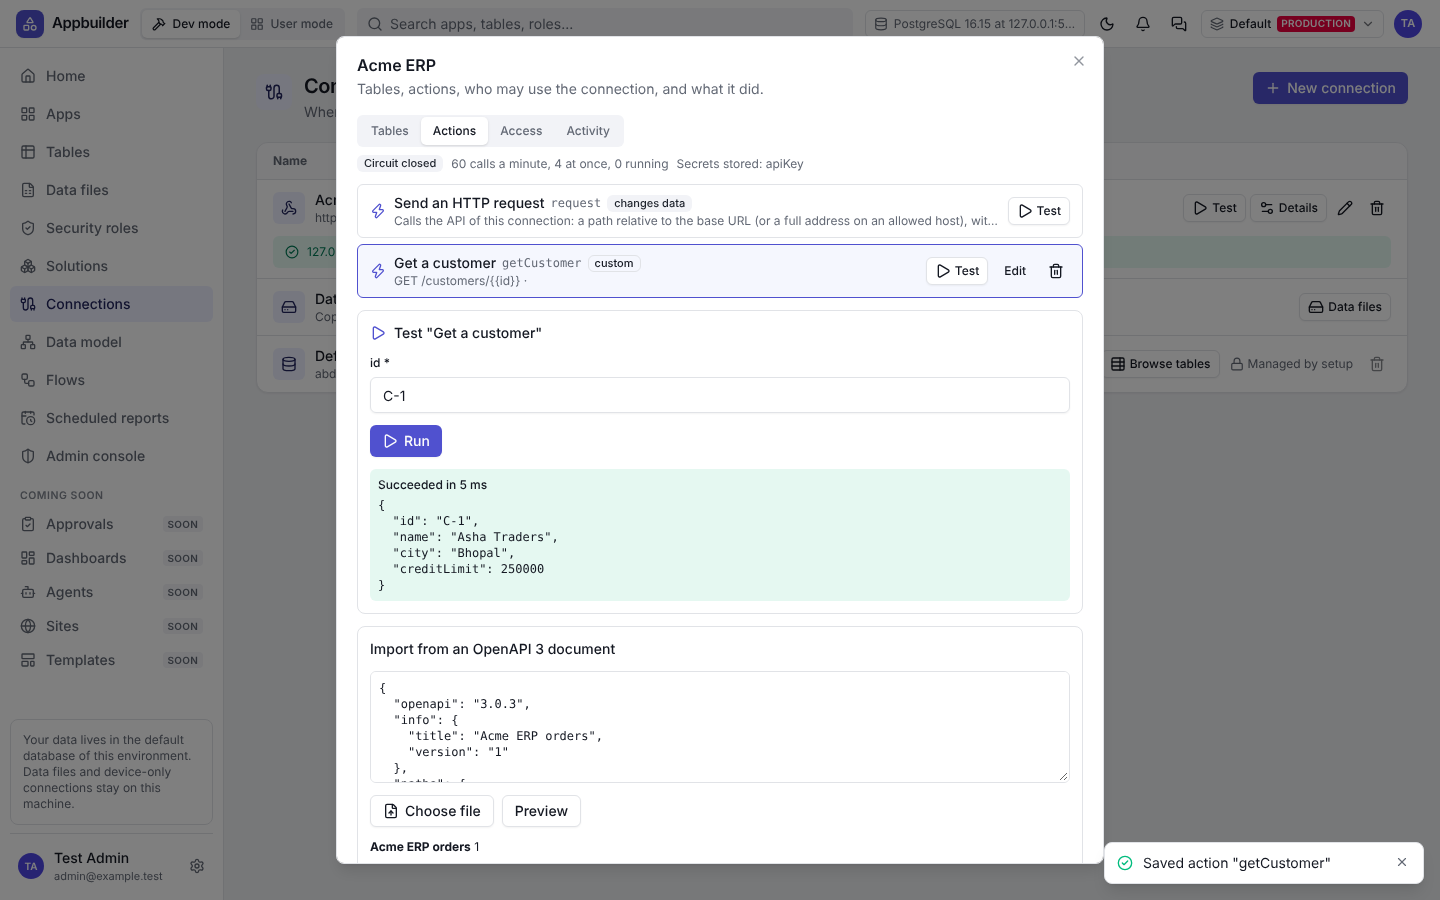 Appbuilder
Dev mode
User mode
Search apps, tables, roles...
PostgreSQL 16.15 at 127.0.0.1:5...
Default
PRODUCTION
TA
Home
Apps
Tables
Data files
Security roles
Solutions
Connections
Data model
Flows
Scheduled reports
Admin console
COMING SOON
Approvals SOON
Dashboards SOON
Agents SOON
Sites SOON
Templates SOON
Your data lives in the default
database of this environment.
Data files and device-only
connections stay on this
machine.
TA
Test Admin
admin@example.test
New connection
Name
Test
Details
127.0
Data files
Browse tables
Managed by setup
Acme ERP
Tables, actions, who may use the connection, and what it did.
Tables Actions Access Activity
Circuit closed 60 calls a minute, 4 at once, 0 running Secrets stored: apiKey
Send an HTTP request request changes data
Calls the API of this connection: a path relative to the base URL (or a full address on an allowed host), wit...
Test
Get a customer getCustomer custom
GET /customers/{{id}} ·
Test Edit
Test "Get a customer"
id *
C-1
Run
Succeeded in 5 ms
{
"id": "C-1",
"name": "Asha Traders",
"city": "Bhopal",
"creditLimit": 250000
}
Import from an OpenAPI 3 document
{
"openapi": "3.0.3",
"info": {
"title": "Acme ERP orders",
"version": "1"
},
Choose file
Preview
Acme ERP orders 1
Saved action "getCustomer"